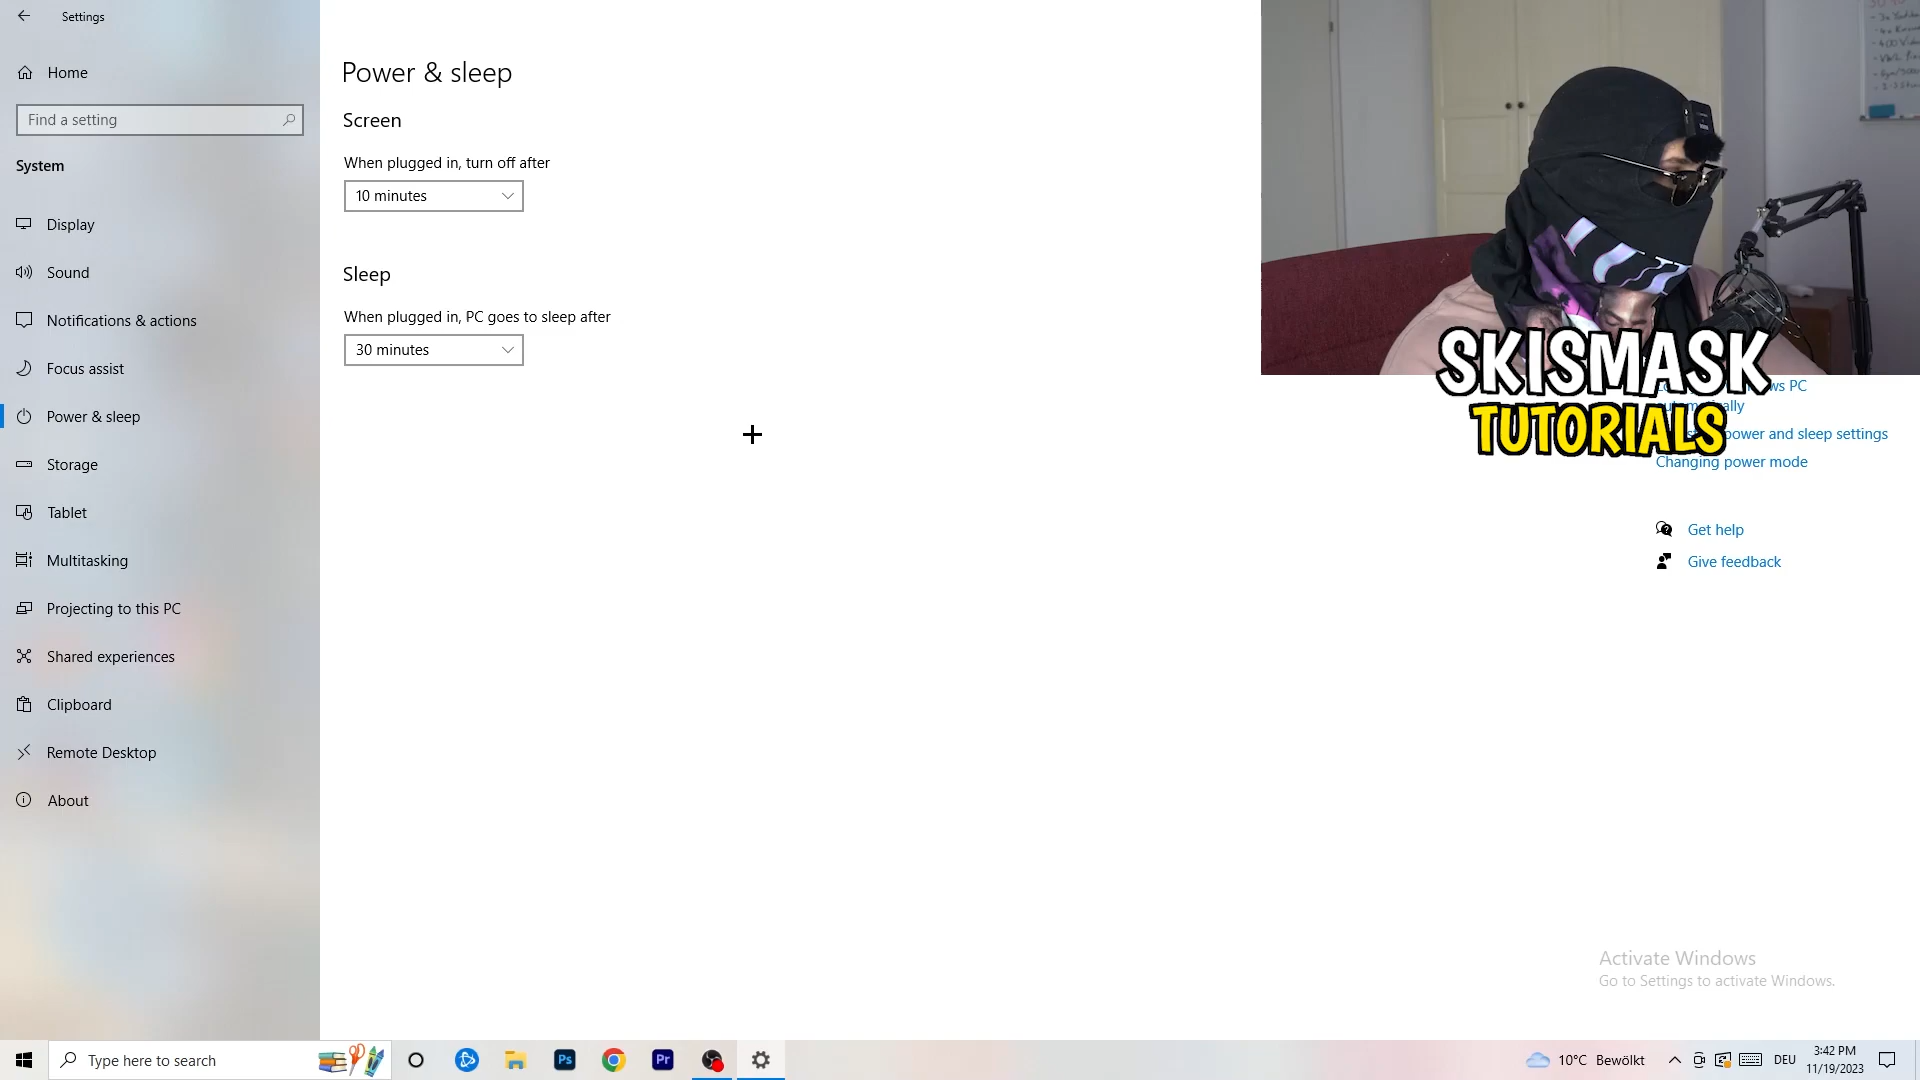 Settings
Home
Find a setting
System
Display
Sound
Notifications & actions
Focus assist
Power & sleep
Storage
Tablet
Multitasking
Projecting to this PC
Shared experiences
Clipboard
Remote Desktop
About
Power & sleep
Screen
When plugged in, turn off after
10 minutes
Sleep
When plugged in, PC goes to sleep after
30 minutes
SKISMASK
TUTORIALS
PC
power and sleep settings
Changing power mode
Get help
Give feedback
Activate Windows
Go to Settings to activate Windows.
Type here to search
Ps
Pr
10°C Bewölkt
DEU
3:42 PM
11/19/2023